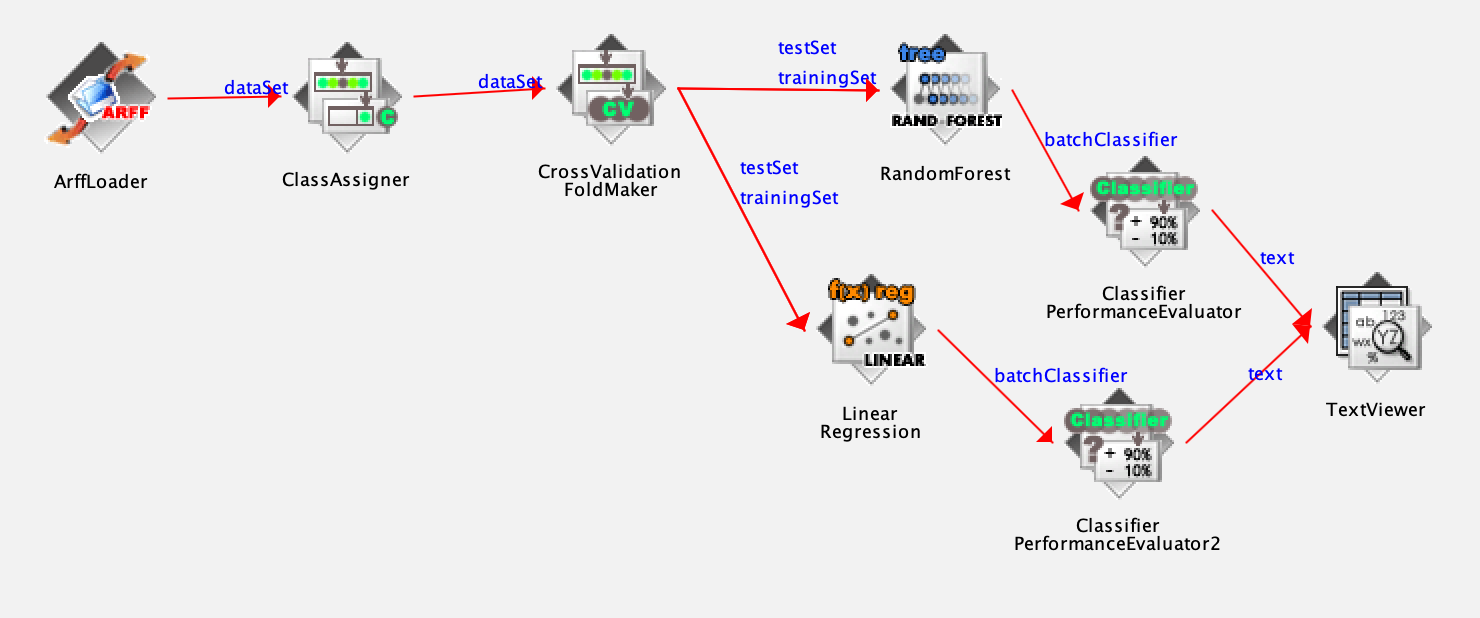 ARFF
ArffLoader
dataSet
C
ClassAssigner
dataSet
CV
CrossValidation
FoldMaker
testSet
trainingSet
testSet
trainingSet
tree
RAND FOREST
RandomForest
batchClassifier
Classifier
? + 90%
- 10%
Classifier
PerformanceEvaluator
text
f(x) reg
LINEAR
Linear
Regression
batchClassifier
Classifier
? + 90%
- 10%
Classifier
PerformanceEvaluator2
text
ab 123
wx YZ
%
TextViewer